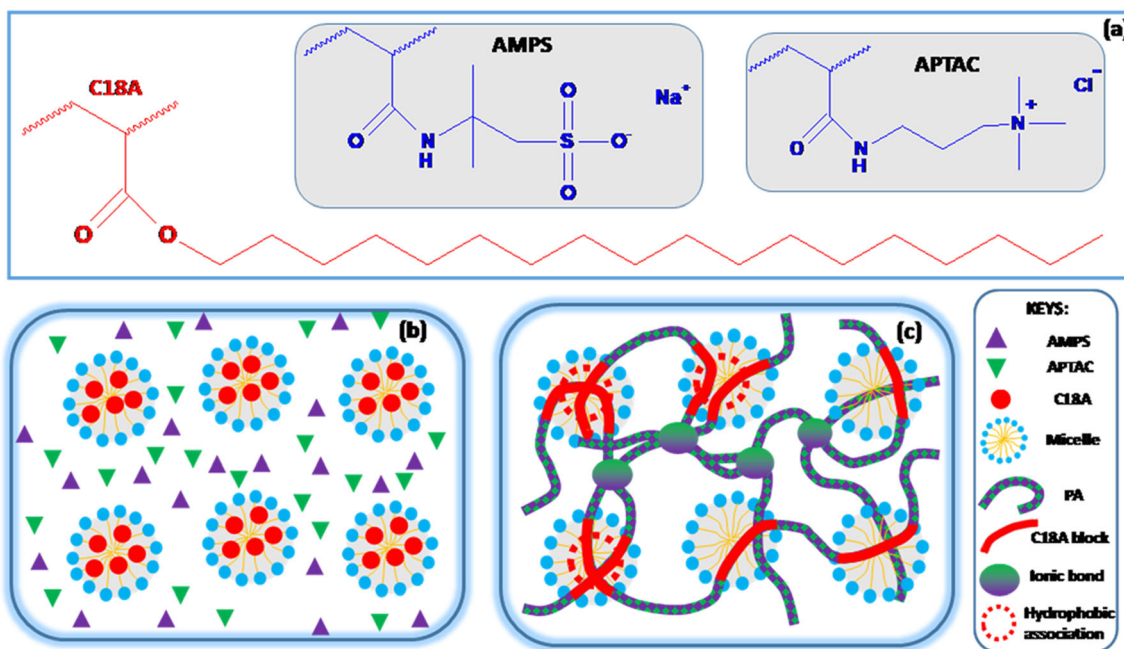 (a)
AMPS
APTAC
C18A
Na+
Cl−
O
N
H
O
S
O−
O
O
N
H
N+
O
O
(b)
(c)
KEYS:
AMPS
APTAC
C18A
Micelle
PA
C18A block
Ionic bond
Hydrophobic
association